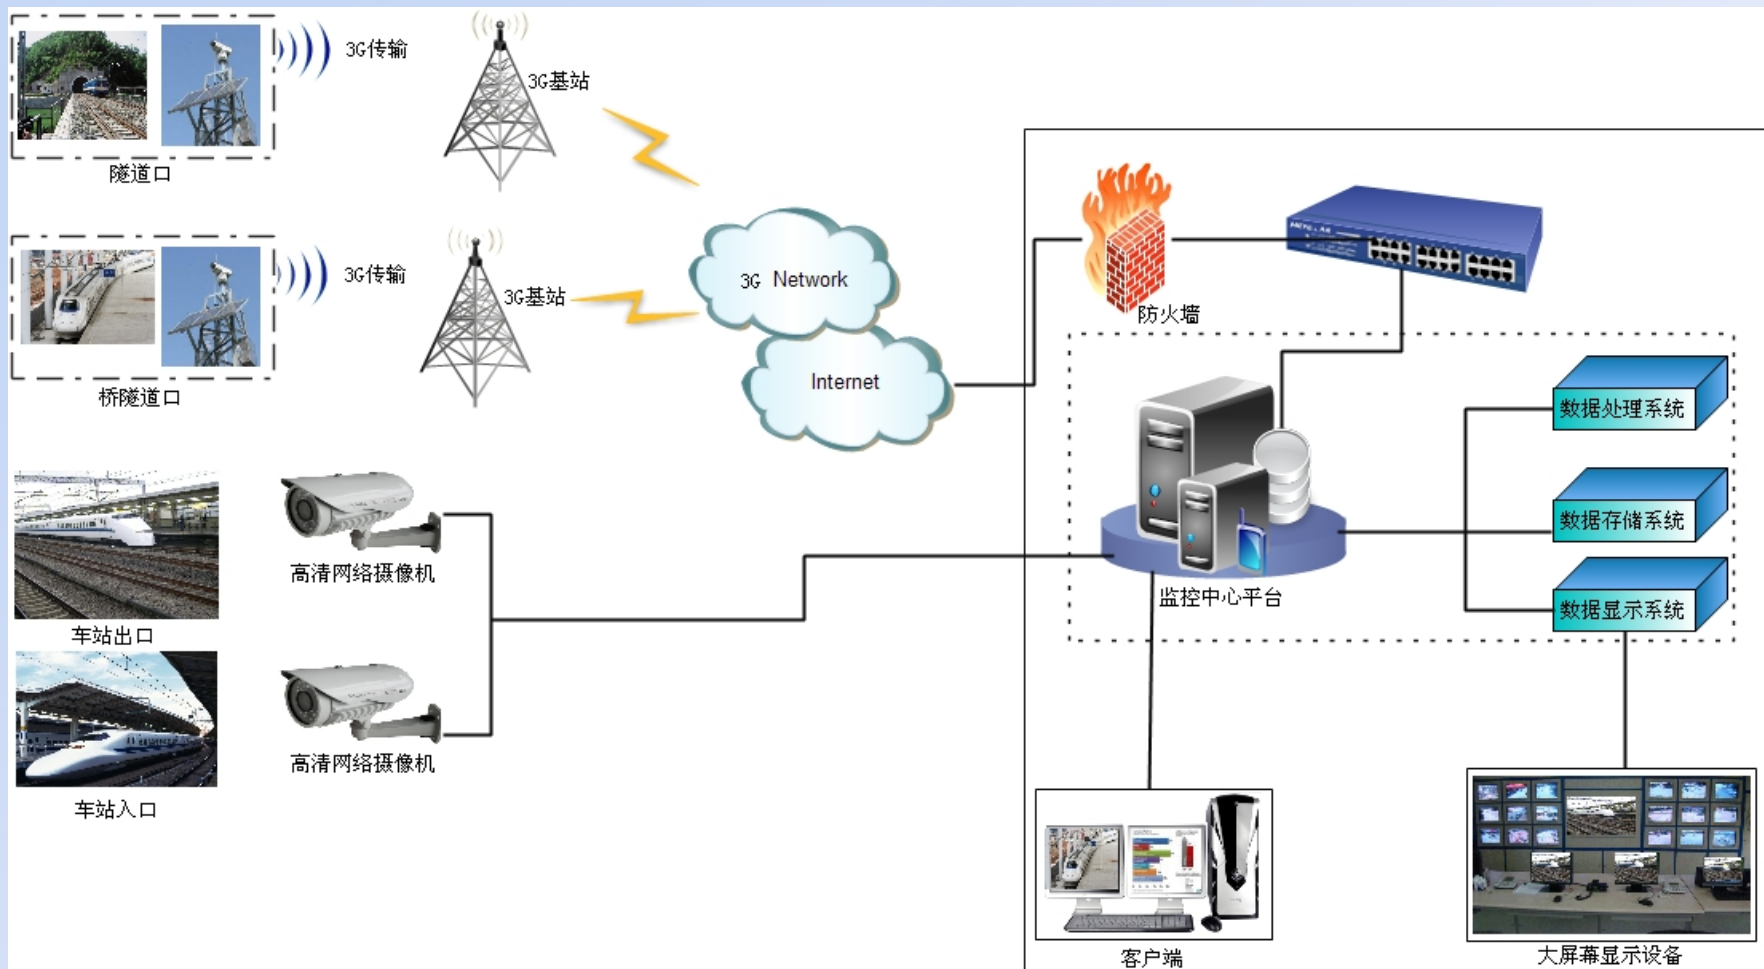 3G传输
3G基站
隧道口
3G传输
3G基站
桥隧道口
3G Network
Internet
防火墙
数据处理系统
数据存储系统
数据显示系统
监控中心平台
高清网络摄像机
车站出口
高清网络摄像机
车站入口
客户端
大屏幕显示设备